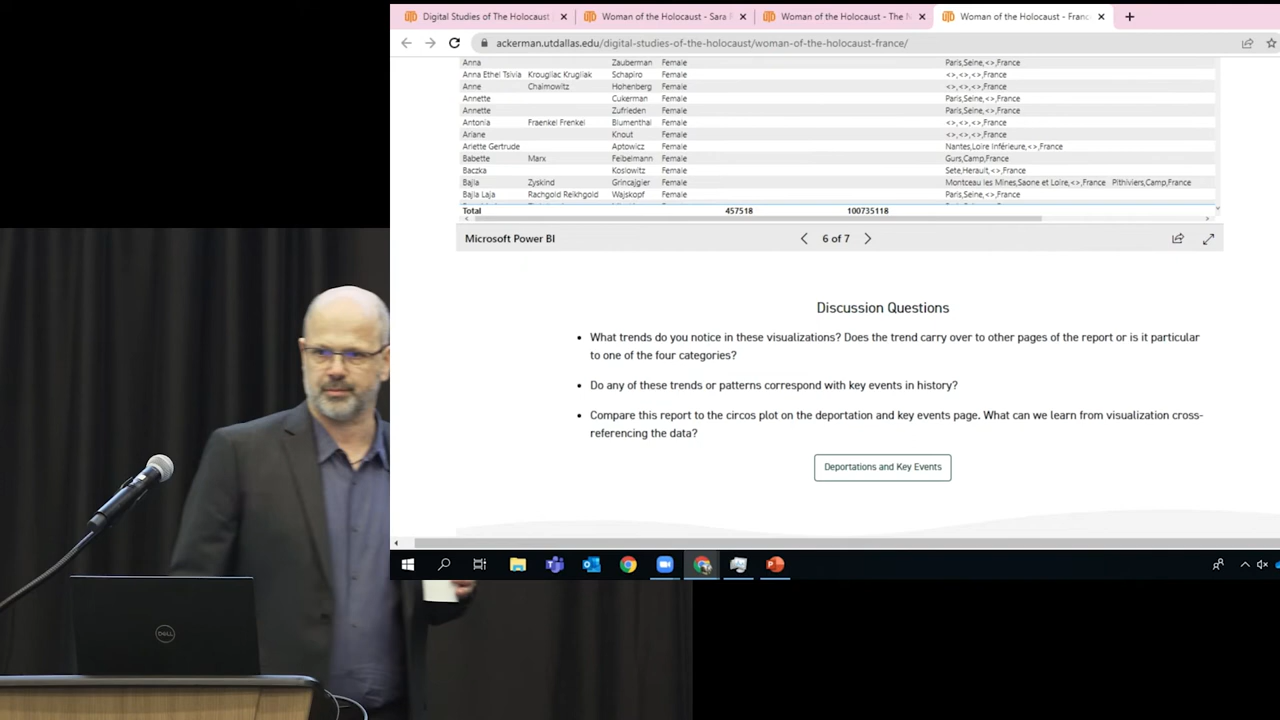 Digital Studies of The Holocaust
Woman of the Holocaust - Sara
Woman of the Holocaust - The
Woman of the Holocaust - Franc
ackerman.utdallas.edu/digital-studies-of-the-holocaust/woman-of-the-holocaust-france/
Anna Zauberman Female Paris,Seine,<>,France
Anna Ethel Tsivia Krougliac Krugliak Schapiro Female <>,<>,<>,France
Anne Chaimowitz Hohenberg Female <>,<>,<>,France
Annette Cukerman Female Paris,Seine,<>,France
Annette Zufrieden Female Paris,Seine,<>,France
Antonia Fraenkel Frenkel Blumenthal Female <>,<>,<>,France
Ariane Knout Female <>,<>,<>,France
Arlette Gertrude Aptowicz Female Nantes,Loire Inférieure,<>,France
Babette Marx Feibelmann Female Gurs,Camp,France
Baczka Koslowitz Female Sete,Herault,<>,France
Bajla Zyskind Grincajgier Female Montceau les Mines,Saone et Loire,<>,France Pithiviers,Camp,France
Bajla Laja Rachgold Reikhgold Wajskopf Female Paris,Seine,<>,France
Total 457518 100735118
Microsoft Power BI 6 of 7
Discussion Questions
• What trends do you notice in these visualizations? Does the trend carry over to other pages of the report or is it particular
to one of the four categories?
• Do any of these trends or patterns correspond with key events in history?
• Compare this report to the circos plot on the deportation and key events page. What can we learn from visualization cross-
referencing the data?
Deportations and Key Events
DELL